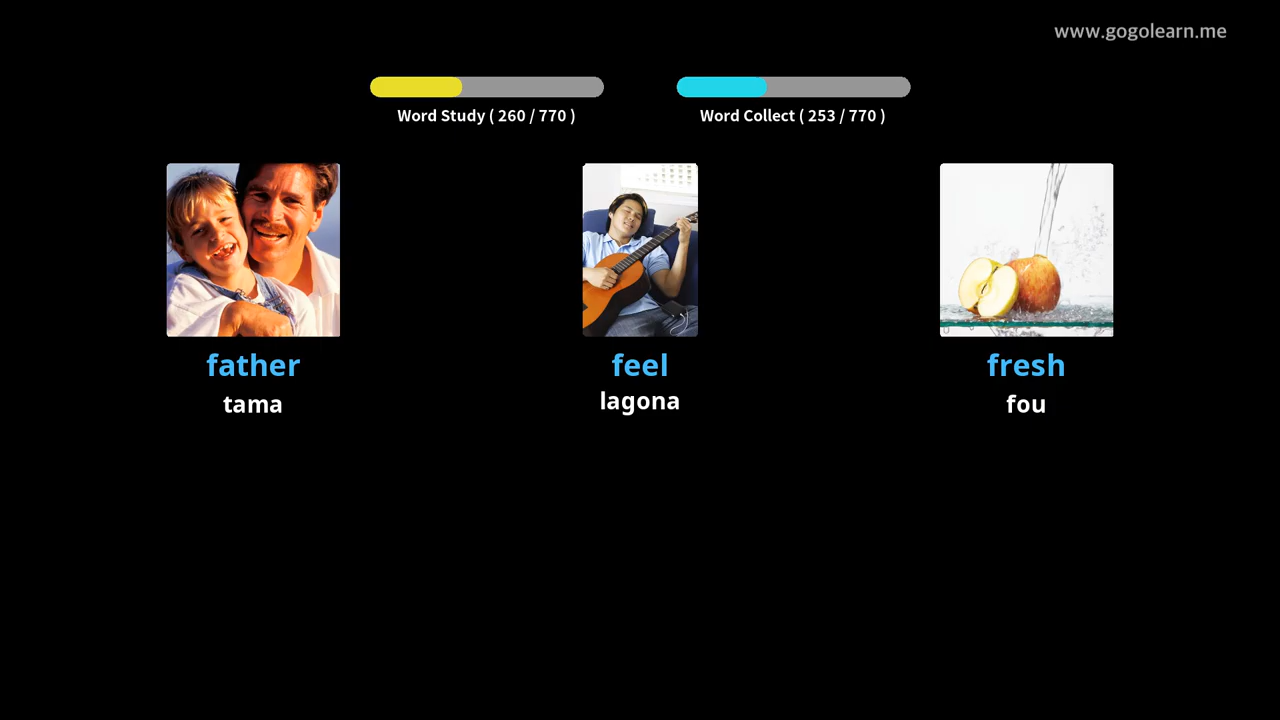 www.gogolearn.me
Word Study ( 260 / 770 )
Word Collect ( 253 / 770 )
father
tama
feel
lagona
fresh
fou